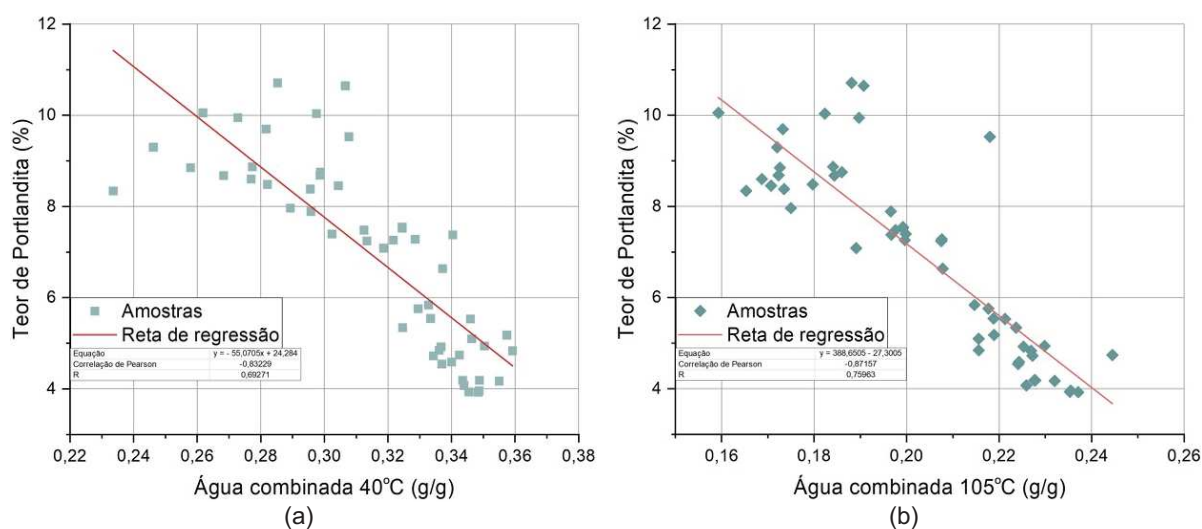 12
10
8
6
4
Teor de Portlandita (%)
Amostras
Reta de regressão
Equação y = - 55,0705x + 24,284
Correlação de Pearson -0,83229
R 0,69271
0,22 0,24 0,26 0,28 0,30 0,32 0,34 0,36 0,38
Água combinada 40°C (g/g)
(a)
12
10
8
6
4
Teor de Portlandita (%)
Amostras
Reta de regressão
Equação y = 388,6505 - 27,3005
Correlação de Pearson -0,87157
R 0,75963
0,16 0,18 0,20 0,22 0,24 0,26
Água combinada 105°C (g/g)
(b)